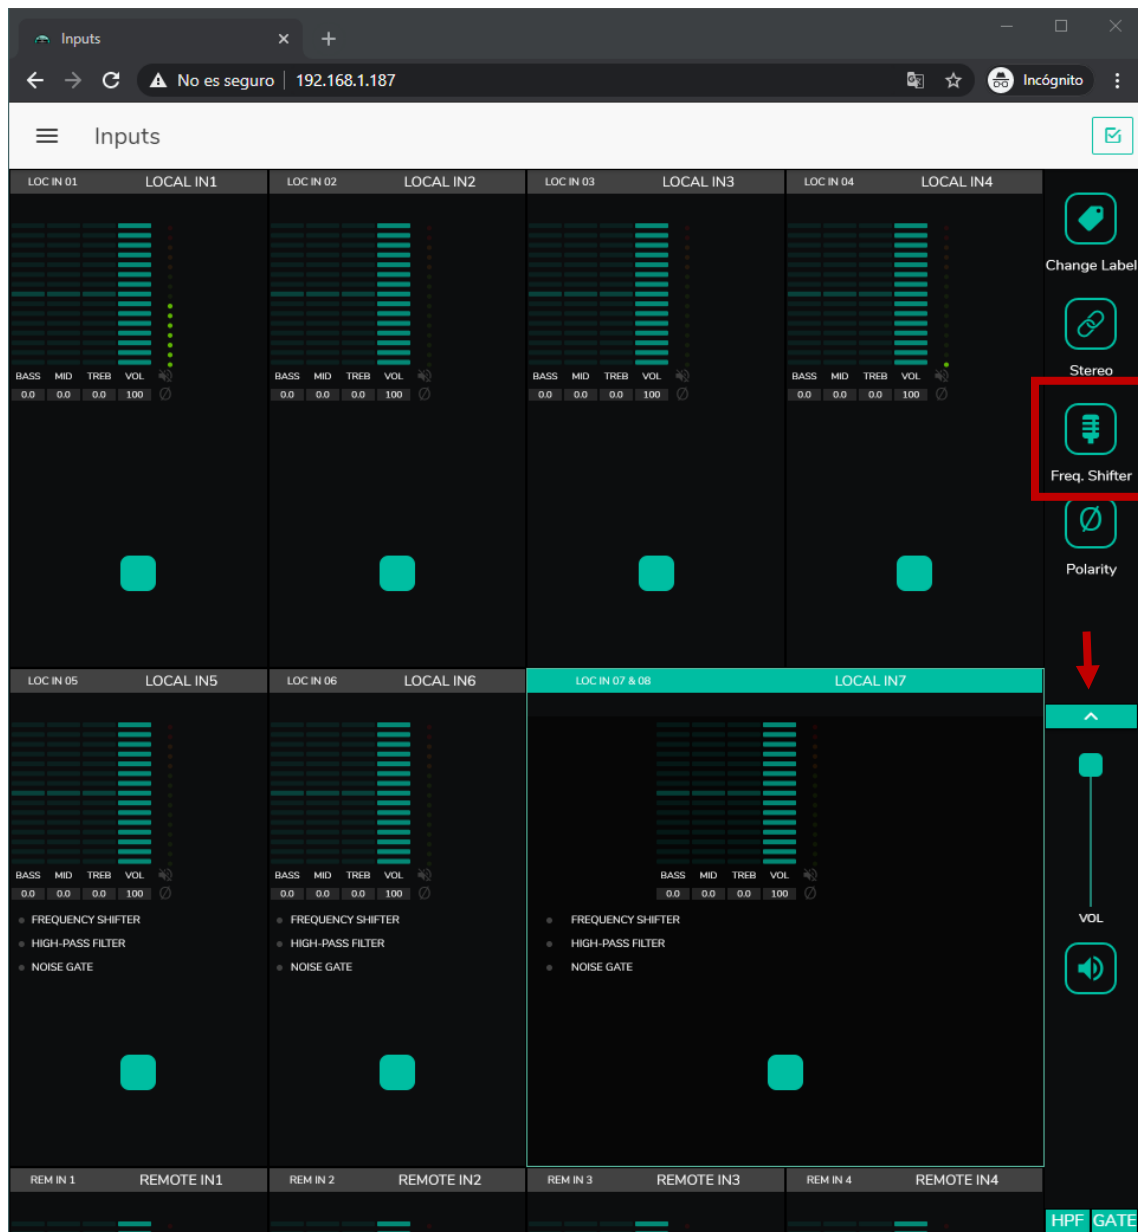 Inputs
No es seguro 192.168.1.187 Incógnito
Inputs
LOC IN 01 LOCAL IN1 LOC IN 02 LOCAL IN2 LOC IN 03 LOCAL IN3 LOC IN 04 LOCAL IN4
Change Label
Stereo
BASS MID TREB VOL BASS MID TREB VOL BASS MID TREB VOL BASS MID TREB VOL
0.0 0.0 0.0 100 0.0 0.0 0.0 100 0.0 0.0 0.0 100 0.0 0.0 0.0 100
Freq. Shifter
Polarity
LOC IN 05 LOCAL IN5 LOC IN 06 LOCAL IN6 LOC IN 07 & 08 LOCAL IN7
BASS MID TREB VOL BASS MID TREB VOL BASS MID TREB VOL
0.0 0.0 0.0 100 0.0 0.0 0.0 100 0.0 0.0 0.0 100
FREQUENCY SHIFTER FREQUENCY SHIFTER FREQUENCY SHIFTER VOL
HIGH-PASS FILTER HIGH-PASS FILTER HIGH-PASS FILTER
NOISE GATE NOISE GATE NOISE GATE
REM IN 1 REMOTE IN1 REM IN 2 REMOTE IN2 REM IN 3 REMOTE IN3 REM IN 4 REMOTE IN4
HPF GATE